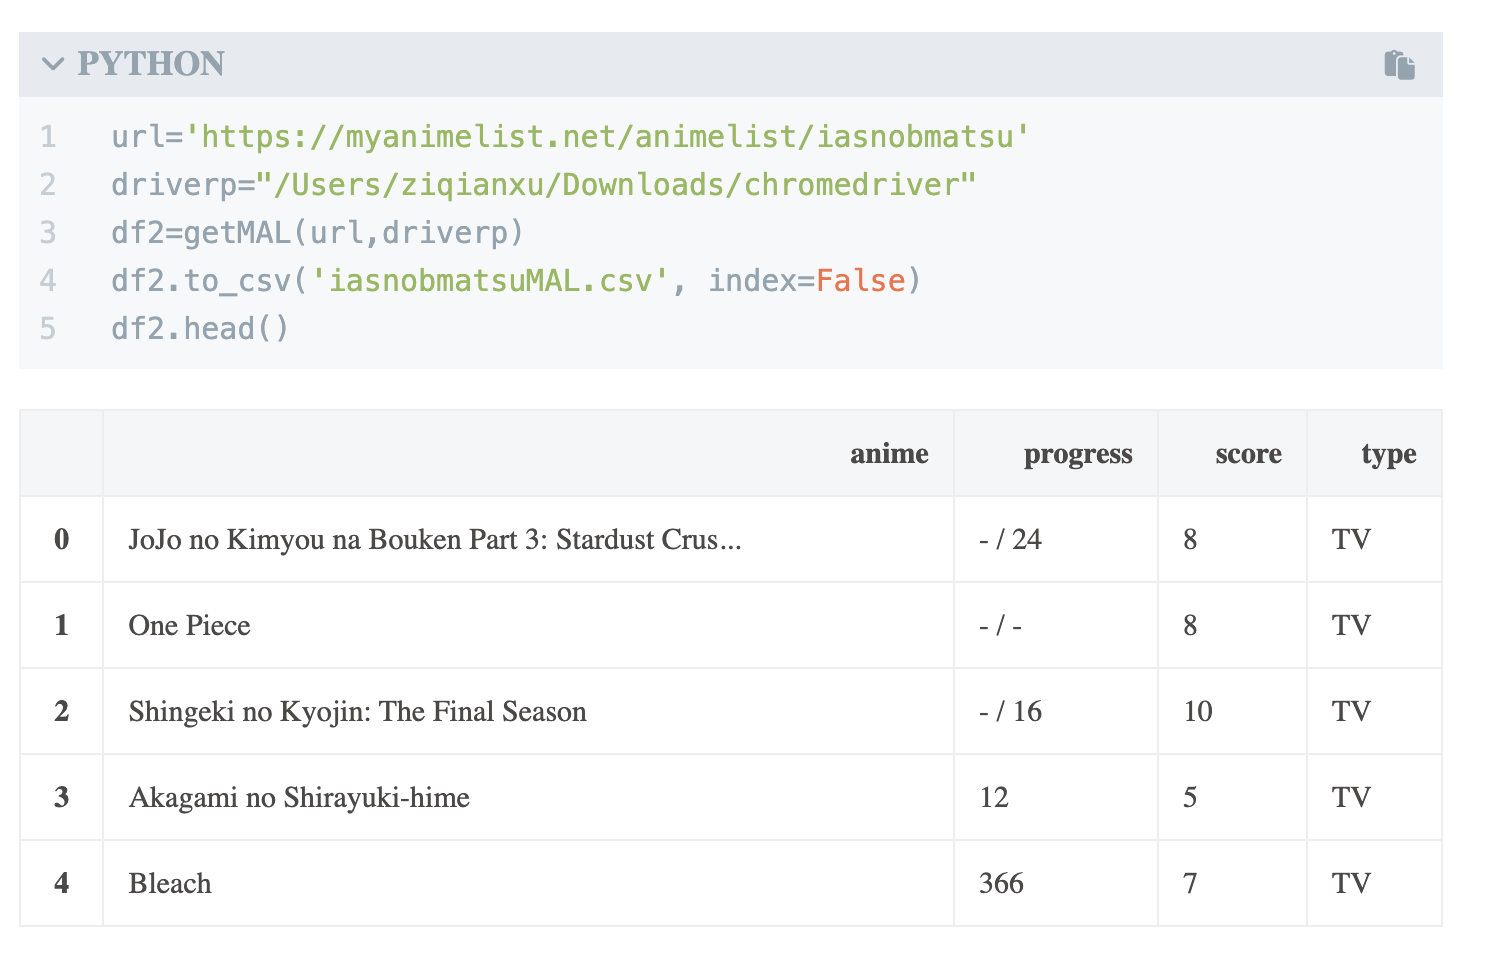 PYTHON
1 url='https://myanimelist.net/animelist/iasnobmatsu'
2 driverp="/Users/ziqianxu/Downloads/chromedriver"
3 df2=getMAL(url,driverp)
4 df2.to_csv('iasnobmatsuMAL.csv', index=False)
5 df2.head()
anime progress score type
0 JoJo no Kimyou na Bouken Part 3: Stardust Crus... - / 24 8 TV
1 One Piece - / - 8 TV
2 Shingeki no Kyojin: The Final Season - / 16 10 TV
3 Akagami no Shirayuki-hime 12 5 TV
4 Bleach 366 7 TV